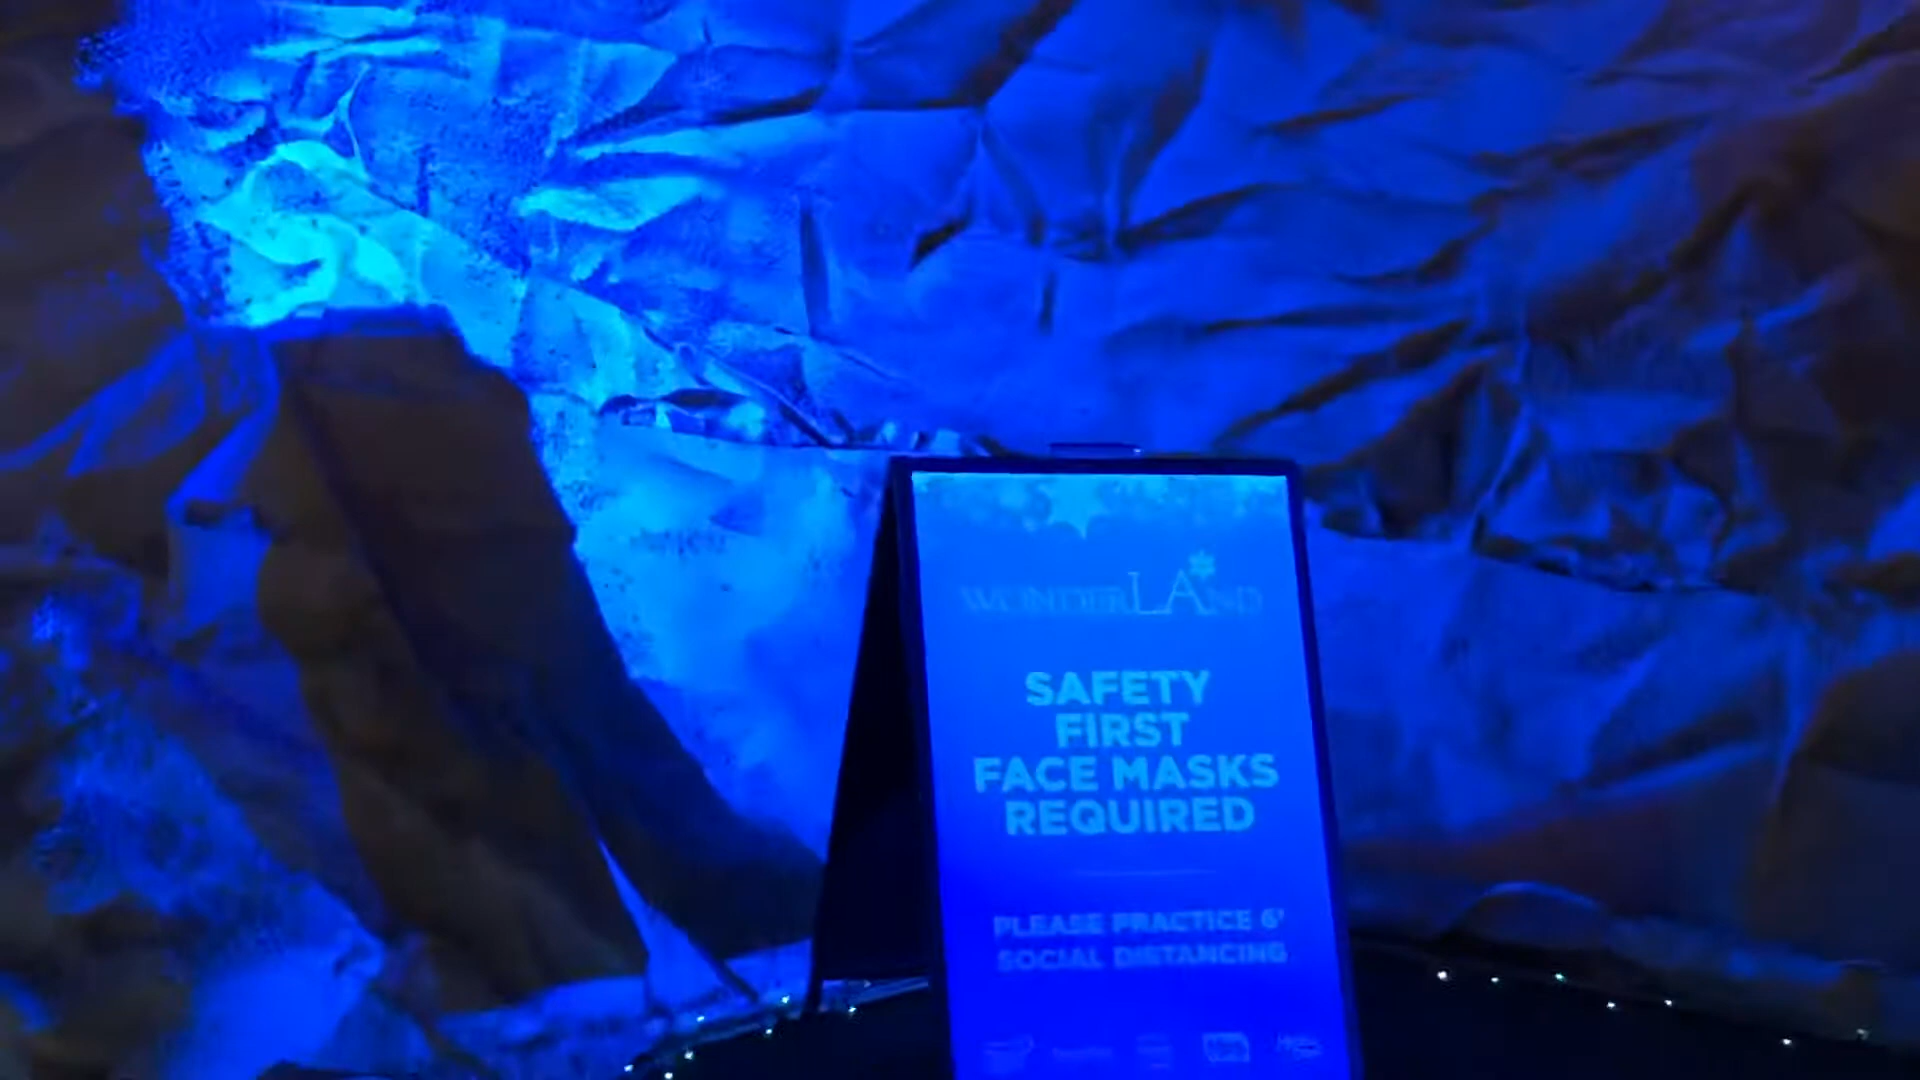 WONDERLAND
SAFETY
FIRST
FACE MASKS
REQUIRED
PLEASE PRACTICE 6'
SOCIAL DISTANCING